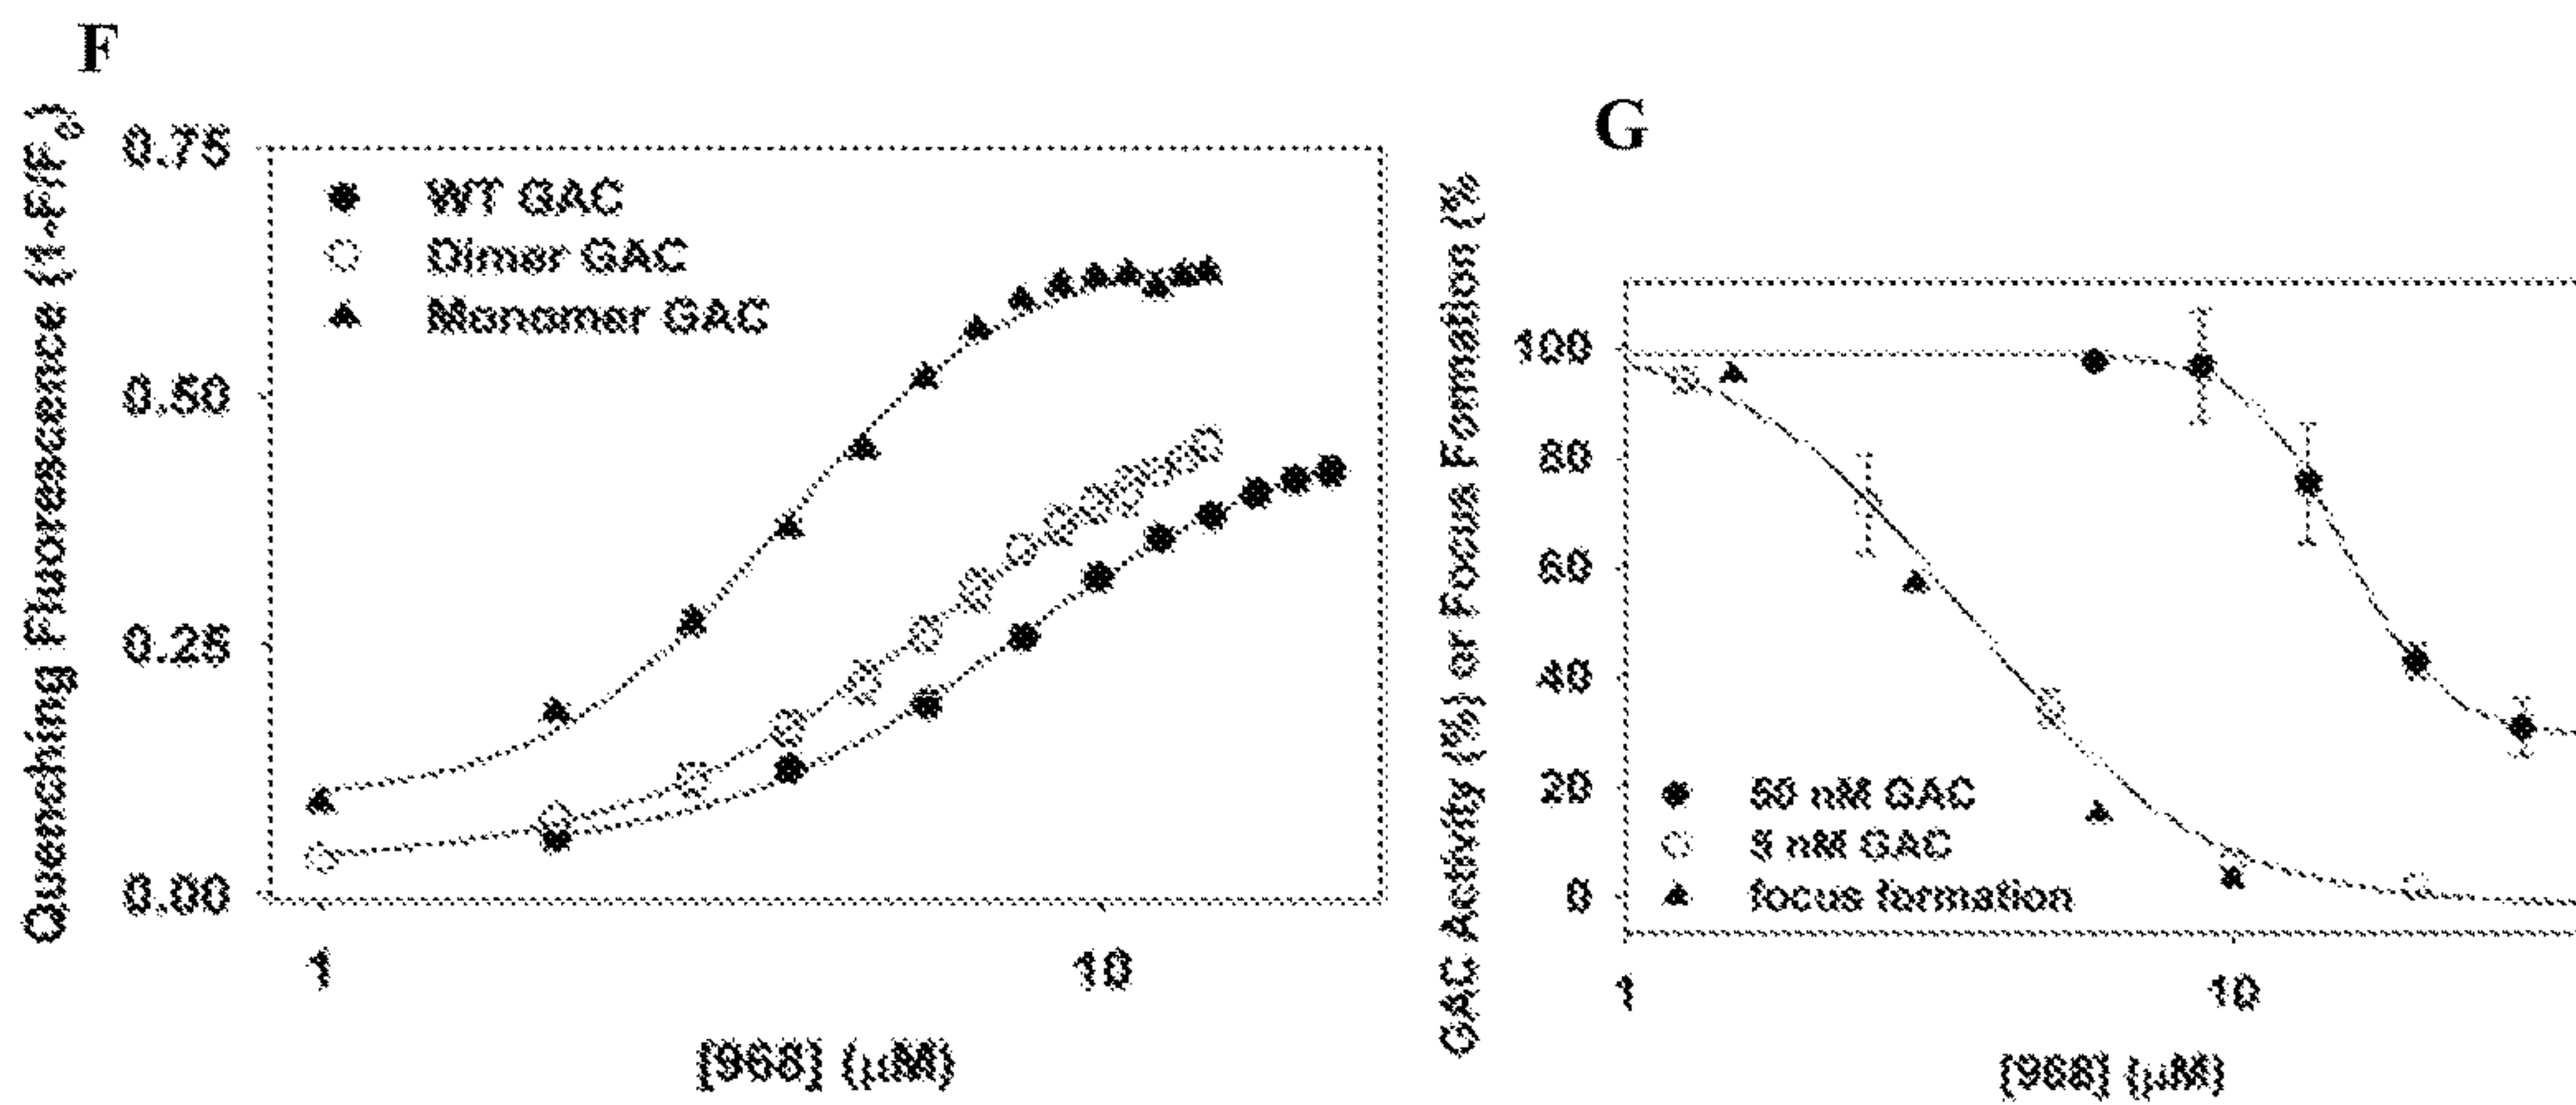 F
Quenching Fluorescence (1-F/F0)
0.75
0.50
0.25
0.00
WT GAC
Dimer GAC
Monomer GAC
1
10
[968] (μM)
G
GAC Activity (%) or Focus Formation (%
100
80
60
40
20
0
50 nM GAC
5 nM GAC
focus formation
1
10
[968] (μM)